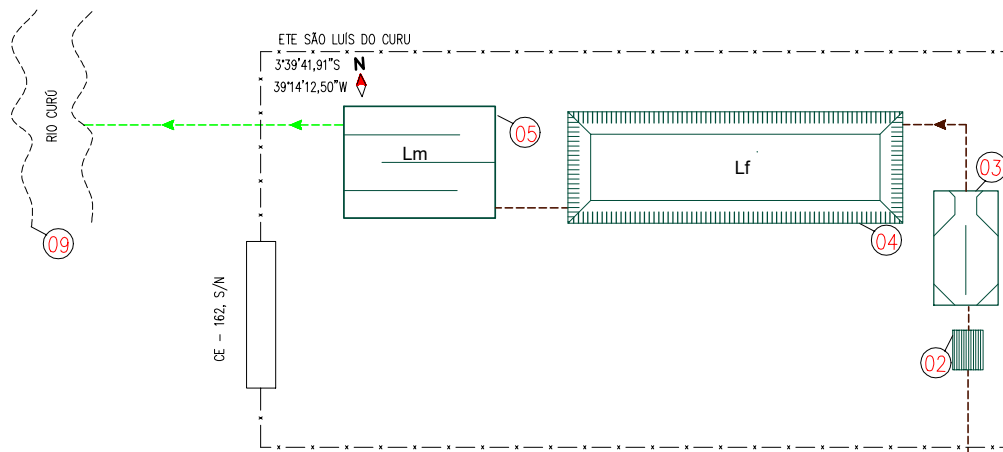 ETE SÃO LUÍS DO CURU
3°39'41,91"S N
39°14'12,50"W
RIO CURÚ
05
Lm
Lf
03
04
09
CE - 162, S/N
02